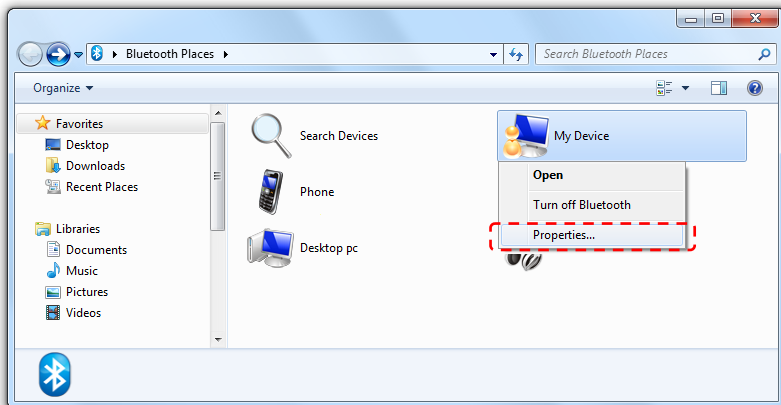 Bluetooth Places
Search Bluetooth Places
Organize
Favorites
Desktop
Downloads
Recent Places
Libraries
Documents
Music
Pictures
Videos
Search Devices
My Device
Phone
Desktop pc
Open
Turn off Bluetooth
Properties...